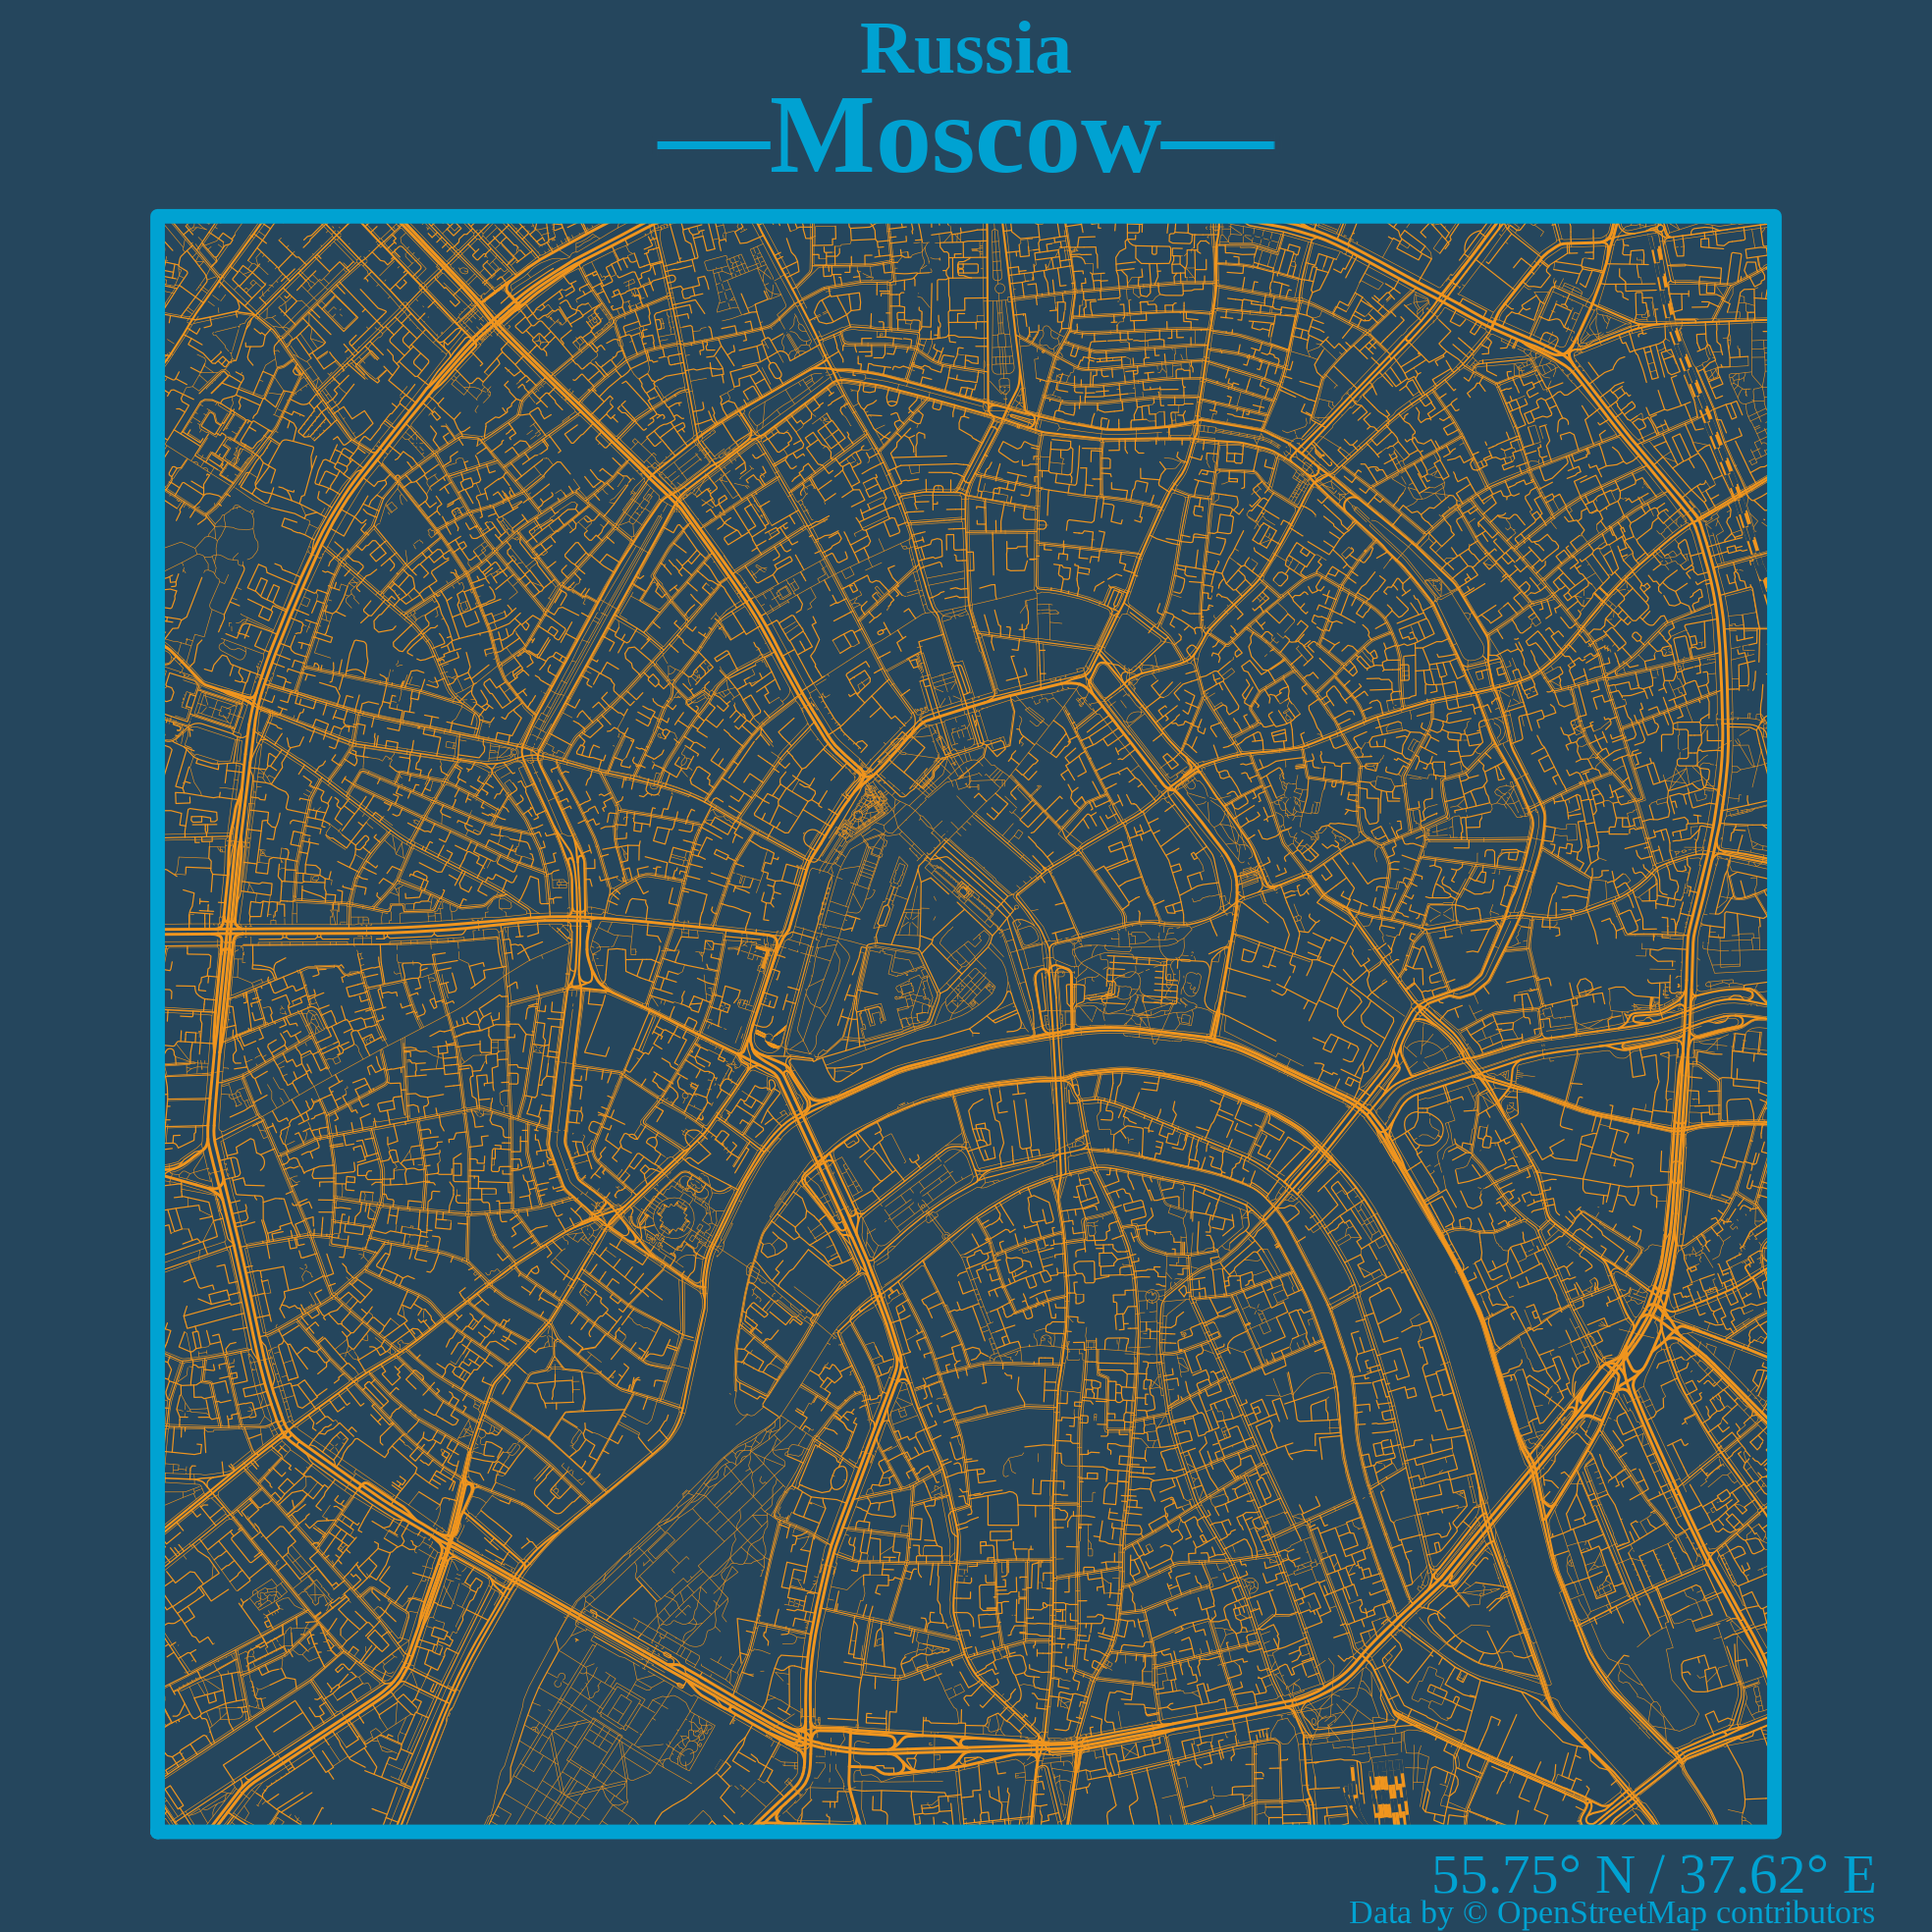 Russia
—Moscow—
55.75° N / 37.62° E
Data by © OpenStreetMap contributors